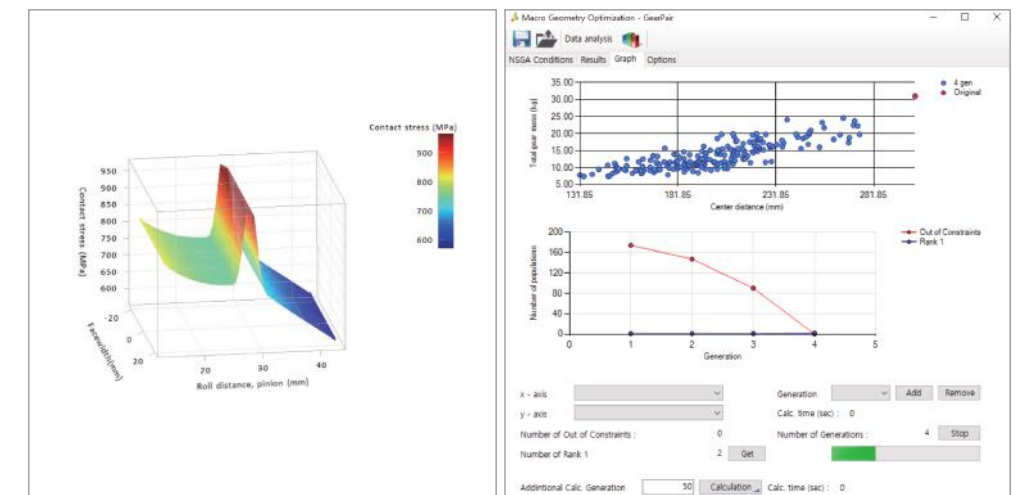 Contact stress (MPa)
900
800
700
600
950
900
850
800
750
700
650
600
Contact stress (MPa)
-20
0
20
Facewidth(mm)
20
30
40
Roll distance, pinion (mm)
Macro Geometry Optimization - GearPair
Data analysis
NSGA Conditions Results Graph Options
35.00
30.00
25.00
20.00
15.00
10.00
5.00
Total gear mass (kg)
131.85 181.85 231.85 281.85
Center distance (mm)
4 gen
Original
200
160
120
80
40
0
Number of populations
0 1 2 3 4 5
Generation
Out of Constraints
Rank 1
x - axis Generation Add Remove
y - axis Calc. time (sec) : 0
Number of Out of Constraints : 0 Number of Generations : 4 Stop
Number of Rank 1 2 Get
Addintional Calc. Generation 50 Calculation Calc. time (sec) : 0